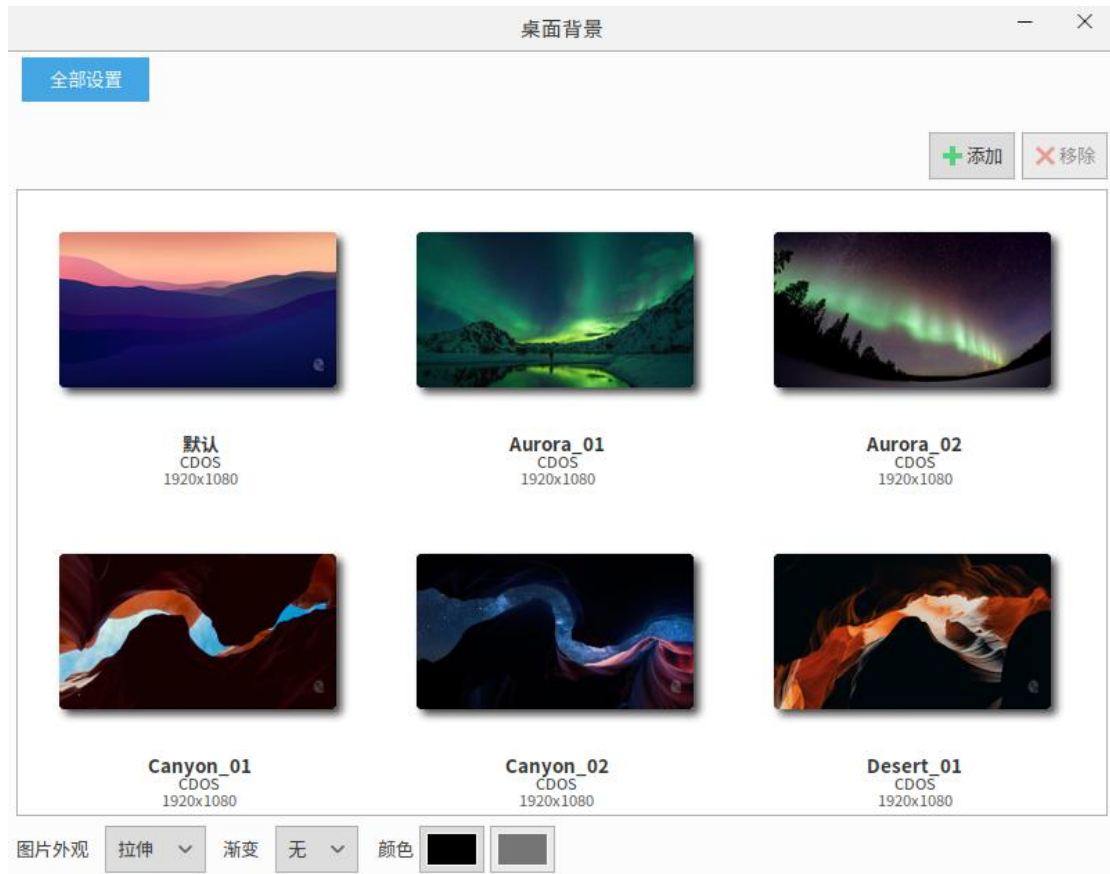 桌面背景
全部设置
添加 移除
默认 Aurora_01 Aurora_02
CDOS CDOS CDOS
1920x1080 1920x1080 1920x1080
Canyon_01 Canyon_02 Desert_01
CDOS CDOS CDOS
1920x1080 1920x1080 1920x1080
图片外观 拉伸 渐变 无 颜色